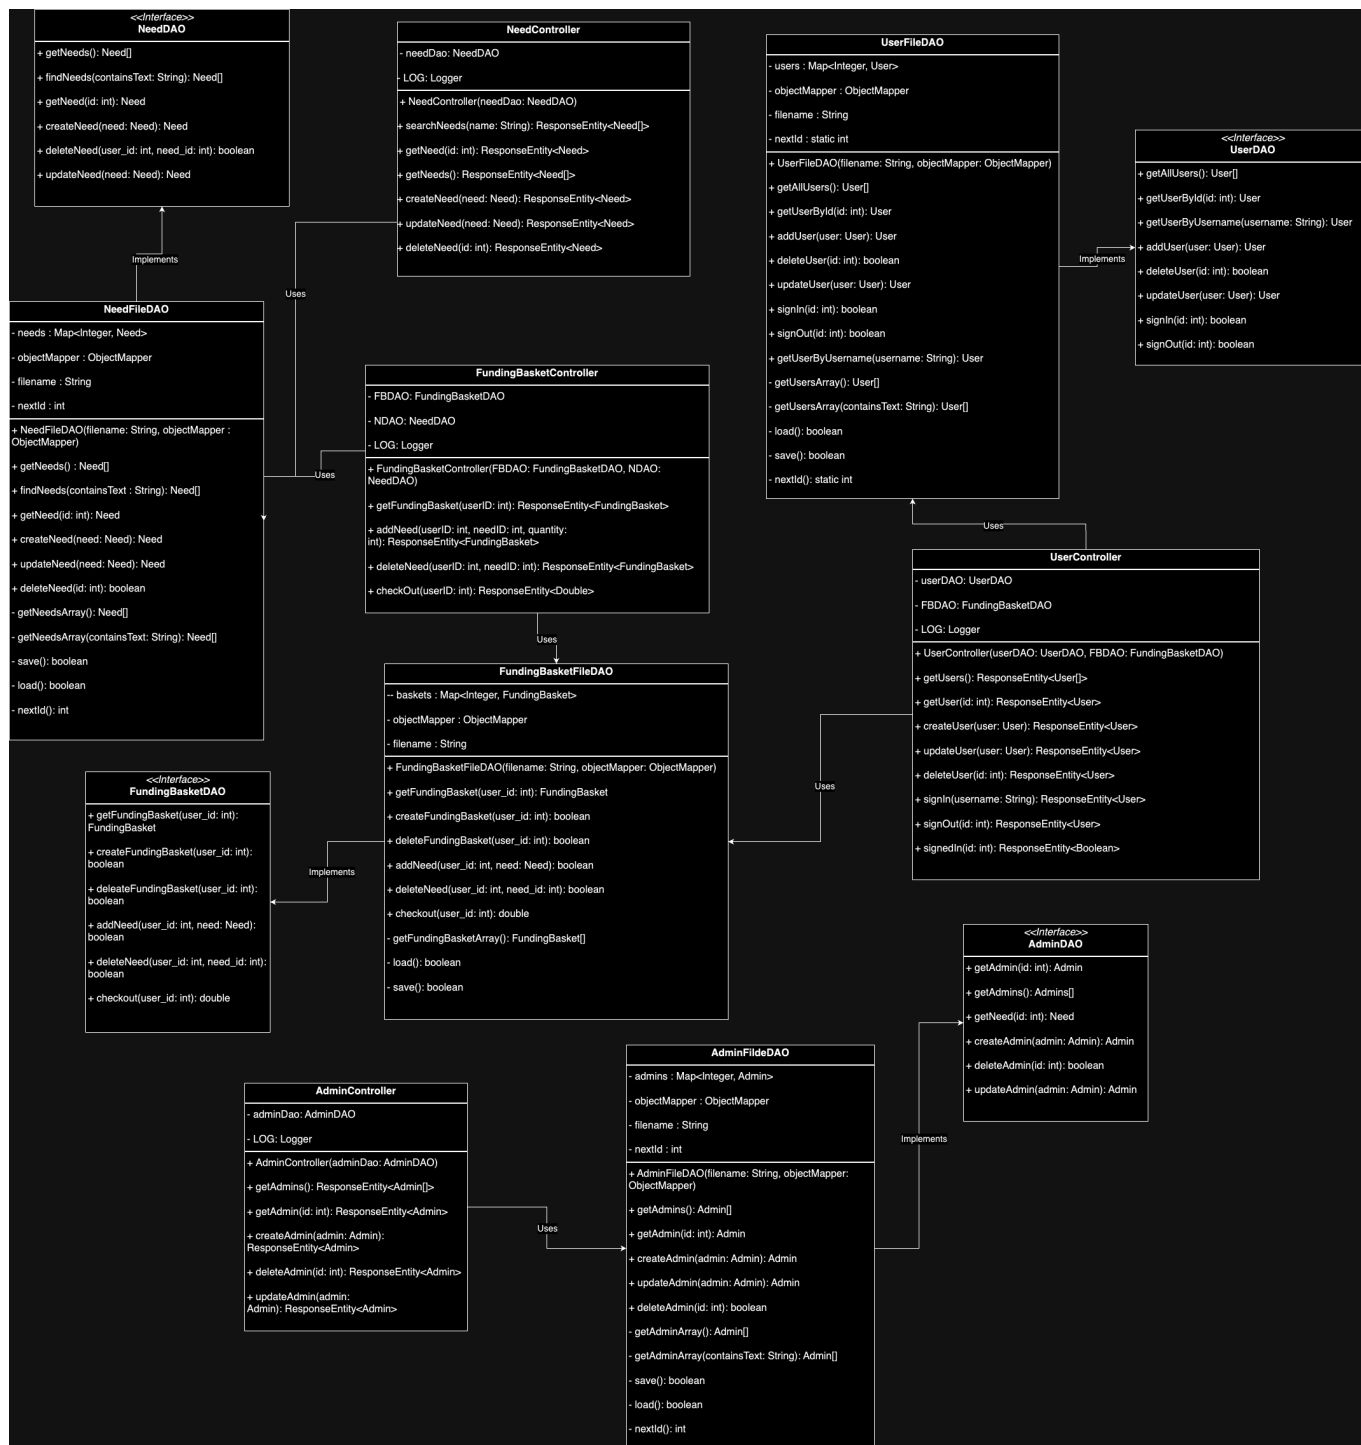 <<Interface>>
NeedDAO
+ getNeeds(): Need[]
+ findNeeds(containsText: String): Need[]
+ getNeed(id: int): Need
+ createNeed(need: Need): Need
+ deleteNeed(user_id: int, need_id: int): boolean
+ updateNeed(need: Need): Need
Implements
NeedController
- needDao: NeedDAO
- LOG: Logger
+ NeedController(needDao: NeedDAO)
+ searchNeeds(name: String): ResponseEntity<Need[]>
+ getNeed(id: int): ResponseEntity<Need>
+ getNeeds(): ResponseEntity<Need[]>
+ createNeed(need: Need): ResponseEntity<Need>
+ updateNeed(need: Need): ResponseEntity<Need>
+ deleteNeed(id: int): ResponseEntity<Need>
Uses
UserFileDAO
- users : Map<Integer, User>
- objectMapper : ObjectMapper
- filename : String
- nextId : static int
+ UserFileDAO(filename: String, objectMapper: ObjectMapper)
+ getAllUsers(): User[]
+ getUserById(id: int): User
+ addUser(user: User): User
+ deleteUser(id: int): boolean
+ updateUser(user: User): User
+ signIn(id: int): boolean
+ signOut(id: int): boolean
+ getUserByUsername(username: String): User
- getUsersArray(): User[]
- getUsersArray(containsText: String): User[]
- load(): boolean
- save(): boolean
- nextId(): static int
Implements
<<Interface>>
UserDAO
+ getAllUsers(): User[]
+ getUserById(id: int): User
+ getUserByUsername(username: String): User
+ addUser(user: User): User
+ deleteUser(id: int): boolean
+ updateUser(user: User): User
+ signIn(id: int): boolean
+ signOut(id: int): boolean
NeedFileDAO
- needs : Map<Integer, Need>
- objectMapper : ObjectMapper
- filename : String
- nextId : int
+ NeedFileDAO(filename: String, objectMapper :
ObjectMapper)
+ getNeeds() : Need[]
+ findNeeds(containsText : String): Need[]
+ getNeed(id: int): Need
+ createNeed(need: Need): Need
+ updateNeed(need: Need): Need
+ deleteNeed(id: int): boolean
- getNeedsArray(): Need[]
- getNeedsArray(containsText: String): Need[]
- save(): boolean
- load(): boolean
- nextId(): int
Uses
FundingBasketController
- FBDAO: FundingBasketDAO
- NDAO: NeedDAO
- LOG: Logger
+ FundingBasketController(FBDAO: FundingBasketDAO, NDAO:
NeedDAO)
+ getFundingBasket(userID: int): ResponseEntity<FundingBasket>
+ addNeed(userID: int, needID: int, quantity:
int): ResponseEntity<FundingBasket>
+ deleteNeed(userID: int, needID: int): ResponseEntity<FundingBasket>
+ checkOut(userID: int): ResponseEntity<Double>
Uses
Uses
UserController
- userDAO: UserDAO
- FBDAO: FundingBasketDAO
- LOG: Logger
+ UserController(userDAO: UserDAO, FBDAO: FundingBasketDAO)
+ getUsers(): ResponseEntity<User[]>
+ getUser(id: int): ResponseEntity<User>
+ createUser(user: User): ResponseEntity<User>
+ updateUser(user: User): ResponseEntity<User>
+ deleteUser(id: int): ResponseEntity<User>
+ signIn(username: String): ResponseEntity<User>
+ signOut(id: int): ResponseEntity<User>
+ signedIn(id: int): ResponseEntity<Boolean>
Uses
FundingBasketFileDAO
-- baskets : Map<Integer, FundingBasket>
- objectMapper : ObjectMapper
- filename : String
+ FundingBasketFileDAO(filename: String, objectMapper: ObjectMapper)
+ getFundingBasket(user_id: int): FundingBasket
+ createFundingBasket(user_id: int): boolean
+ deleteFundingBasket(user_id: int): boolean
+ addNeed(user_id: int, need: Need): boolean
+ deleteNeed(user_id: int, need_id: int): boolean
+ checkout(user_id: int): double
- getFundingBasketArray(): FundingBasket[]
- load(): boolean
- save(): boolean
Implements
<<Interface>>
FundingBasketDAO
+ getFundingBasket(user_id: int):
FundingBasket
+ createFundingBasket(user_id: int):
boolean
+ deleateFundingBasket(user_id: int):
boolean
+ addNeed(user_id: int, need: Need):
boolean
+ deleteNeed(user_id: int, need_id: int):
boolean
+ checkout(user_id: int): double
<<Interface>>
AdminDAO
+ getAdmin(id: int): Admin
+ getAdmins(): Admins[]
+ getNeed(id: int): Need
+ createAdmin(admin: Admin): Admin
+ deleteAdmin(id: int): boolean
+ updateAdmin(admin: Admin): Admin
Implements
AdminFildeDAO
- admins : Map<Integer, Admin>
- objectMapper : ObjectMapper
- filename : String
- nextId : int
+ AdminFileDAO(filename: String, objectMapper:
ObjectMapper)
+ getAdmins(): Admin[]
+ getAdmin(id: int): Admin
+ createAdmin(admin: Admin): Admin
+ updateAdmin(admin: Admin): Admin
+ deleteAdmin(id: int): boolean
- getAdminArray(): Admin[]
- getAdminArray(containsText: String): Admin[]
- save(): boolean
- load(): boolean
- nextId(): int
AdminController
- adminDao: AdminDAO
- LOG: Logger
+ AdminController(adminDao: AdminDAO)
+ getAdmins(): ResponseEntity<Admin[]>
+ getAdmin(id: int): ResponseEntity<Admin>
+ createAdmin(admin: Admin):
ResponseEntity<Admin>
+ deleteAdmin(id: int): ResponseEntity<Admin>
+ updateAdmin(admin:
Admin): ResponseEntity<Admin>
Uses